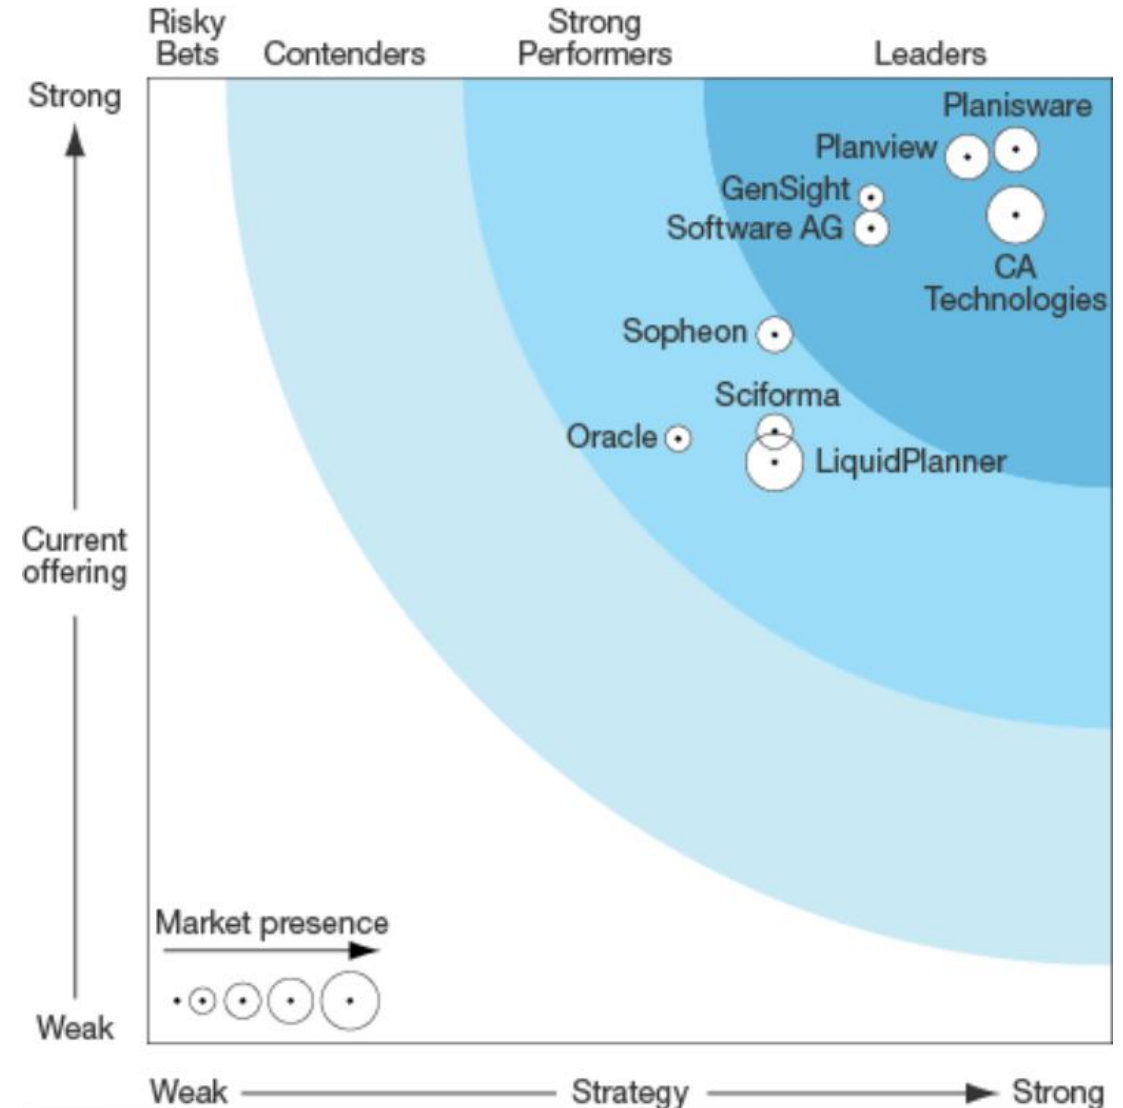 Risky
Bets
Contenders
Strong
Performers
Leaders
Strong
Planisware
Planview
GenSight
Software AG
CA
Technologies
Sopheon
Sciforma
Oracle
LiquidPlanner
Current
offering
Market presence
Weak
Weak
Strategy
Strong